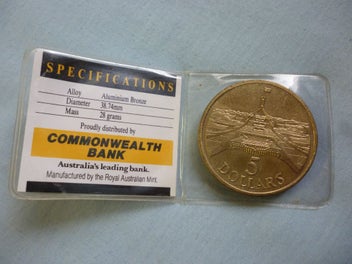 SPECIFICATIONS
Alloy Aluminium Bronze
Diameter 38.74mm
Mass 28 grams
Proudly distributed by
COMMONWEALTH
BANK
Australia's leading bank.
Manufactured by the Royal Australian Mint.
5
DOLLARS